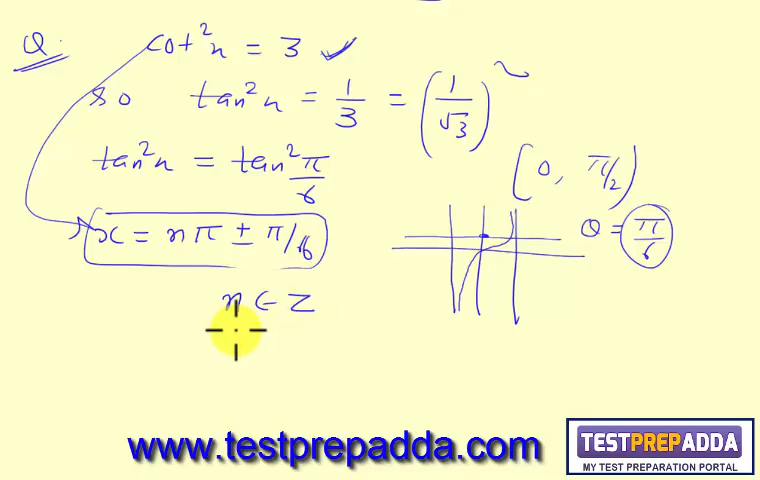 Q. cot²x = 3 ✓
so tan²x = 1/3 = (1/√3)²
tan²x = tan² π/6
[0, π/2)
θ = π/6
x = nπ ± π/6
n ∈ Z
www.testprepadda.com
TESTPREPADDA
MY TEST PREPARATION PORTAL